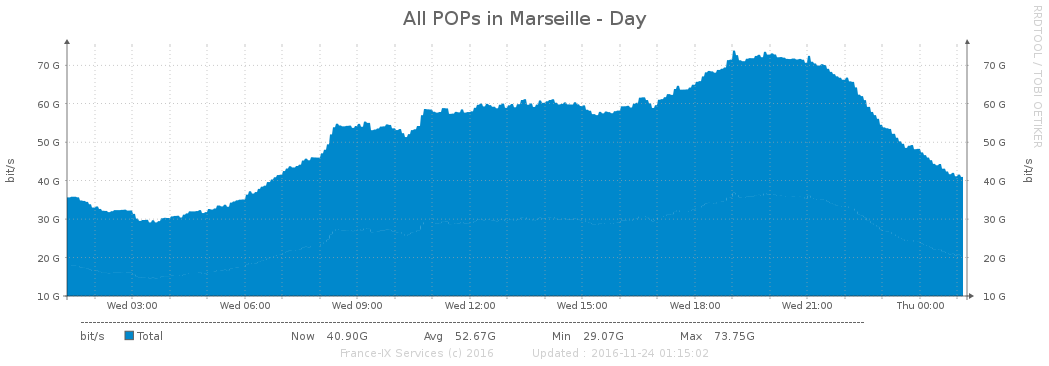 All POPs in Marseille - Day
RRDTOOL / TOBI OETIKER
bit/s
bit/s
70 G 70 G
60 G 60 G
50 G 50 G
40 G 40 G
30 G 30 G
20 G 20 G
10 G 10 G
Wed 03:00 Wed 06:00 Wed 09:00 Wed 12:00 Wed 15:00 Wed 18:00 Wed 21:00 Thu 00:00
bit/s Total Now 40.90G Avg 52.67G Min 29.07G Max 73.75G
France-IX Services (c) 2016 Updated : 2016-11-24 01:15:02